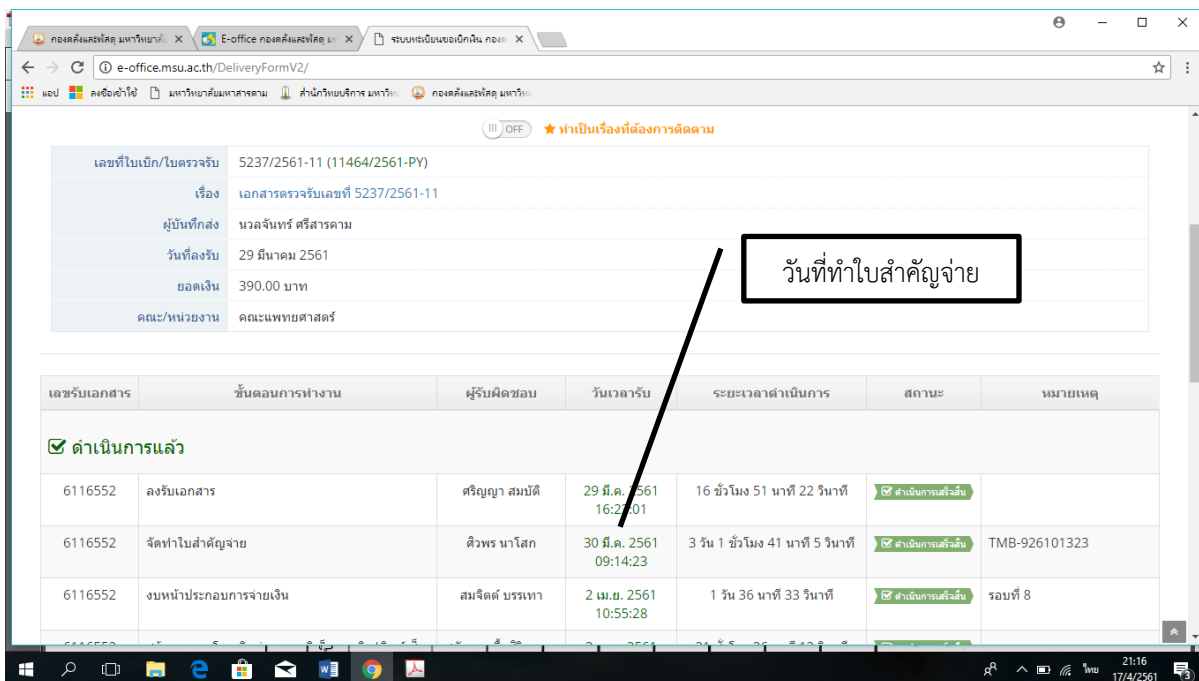 กองคลังและพัสดุ มหาวิทยาลั
E-office กองคลังและพัสดุ ม
ระบบทะเบียนขอเบิกเงิน กองค
e-office.msu.ac.th/DeliveryFormV2/
แอป ลงชื่อเข้าใช้ มหาวิทยาลัยมหาสารคาม สำนักวิทยบริการ มหาวิท กองคลังและพัสดุ มหาวิท
OFF ทำเป็นเรื่องที่ต้องการติดตาม
เลขที่ใบเบิก/ใบตรวจรับ 5237/2561-11 (11464/2561-PY)
เรื่อง เอกสารตรวจรับเลขที่ 5237/2561-11
ผู้บันทึกส่ง นวลจันทร์ ศรีสารคาม
วันที่ลงรับ 29 มีนาคม 2561
ยอดเงิน 390.00 บาท
คณะ/หน่วยงาน คณะแพทยศาสตร์
วันที่ทำใบสำคัญจ่าย
เลขรับเอกสาร ขั้นตอนการทำงาน ผู้รับผิดชอบ วันเวลารับ ระยะเวลาดำเนินการ สถานะ หมายเหตุ
ดำเนินการแล้ว
6116552 ลงรับเอกสาร ศริญญา สมบัติ 29 มี.ค. 2561 16 ชั่วโมง 51 นาที 22 วินาที ดำเนินการเสร็จสิ้น
6116552 จัดทำใบสำคัญจ่าย ศิวพร นาโสก 30 มี.ค. 2561 3 วัน 1 ชั่วโมง 41 นาที 5 วินาที ดำเนินการเสร็จสิ้น TMB-926101323
09:14:23
6116552 งบหน้าประกอบการจ่ายเงิน สมจิตต์ บรรเทา 2 เม.ย. 2561 1 วัน 36 นาที 33 วินาที ดำเนินการเสร็จสิ้น รอบที่ 8
10:55:28
ไทย 21:16
17/4/2561